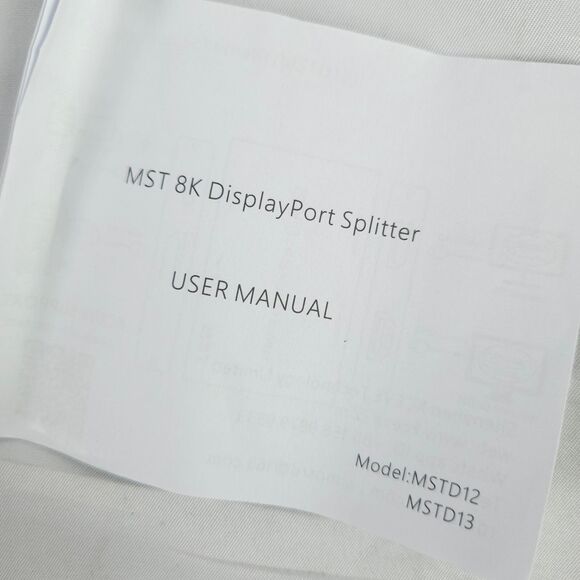 MST 8K DisplayPort Splitter
USER MANUAL
Model:MSTD12
MSTD13